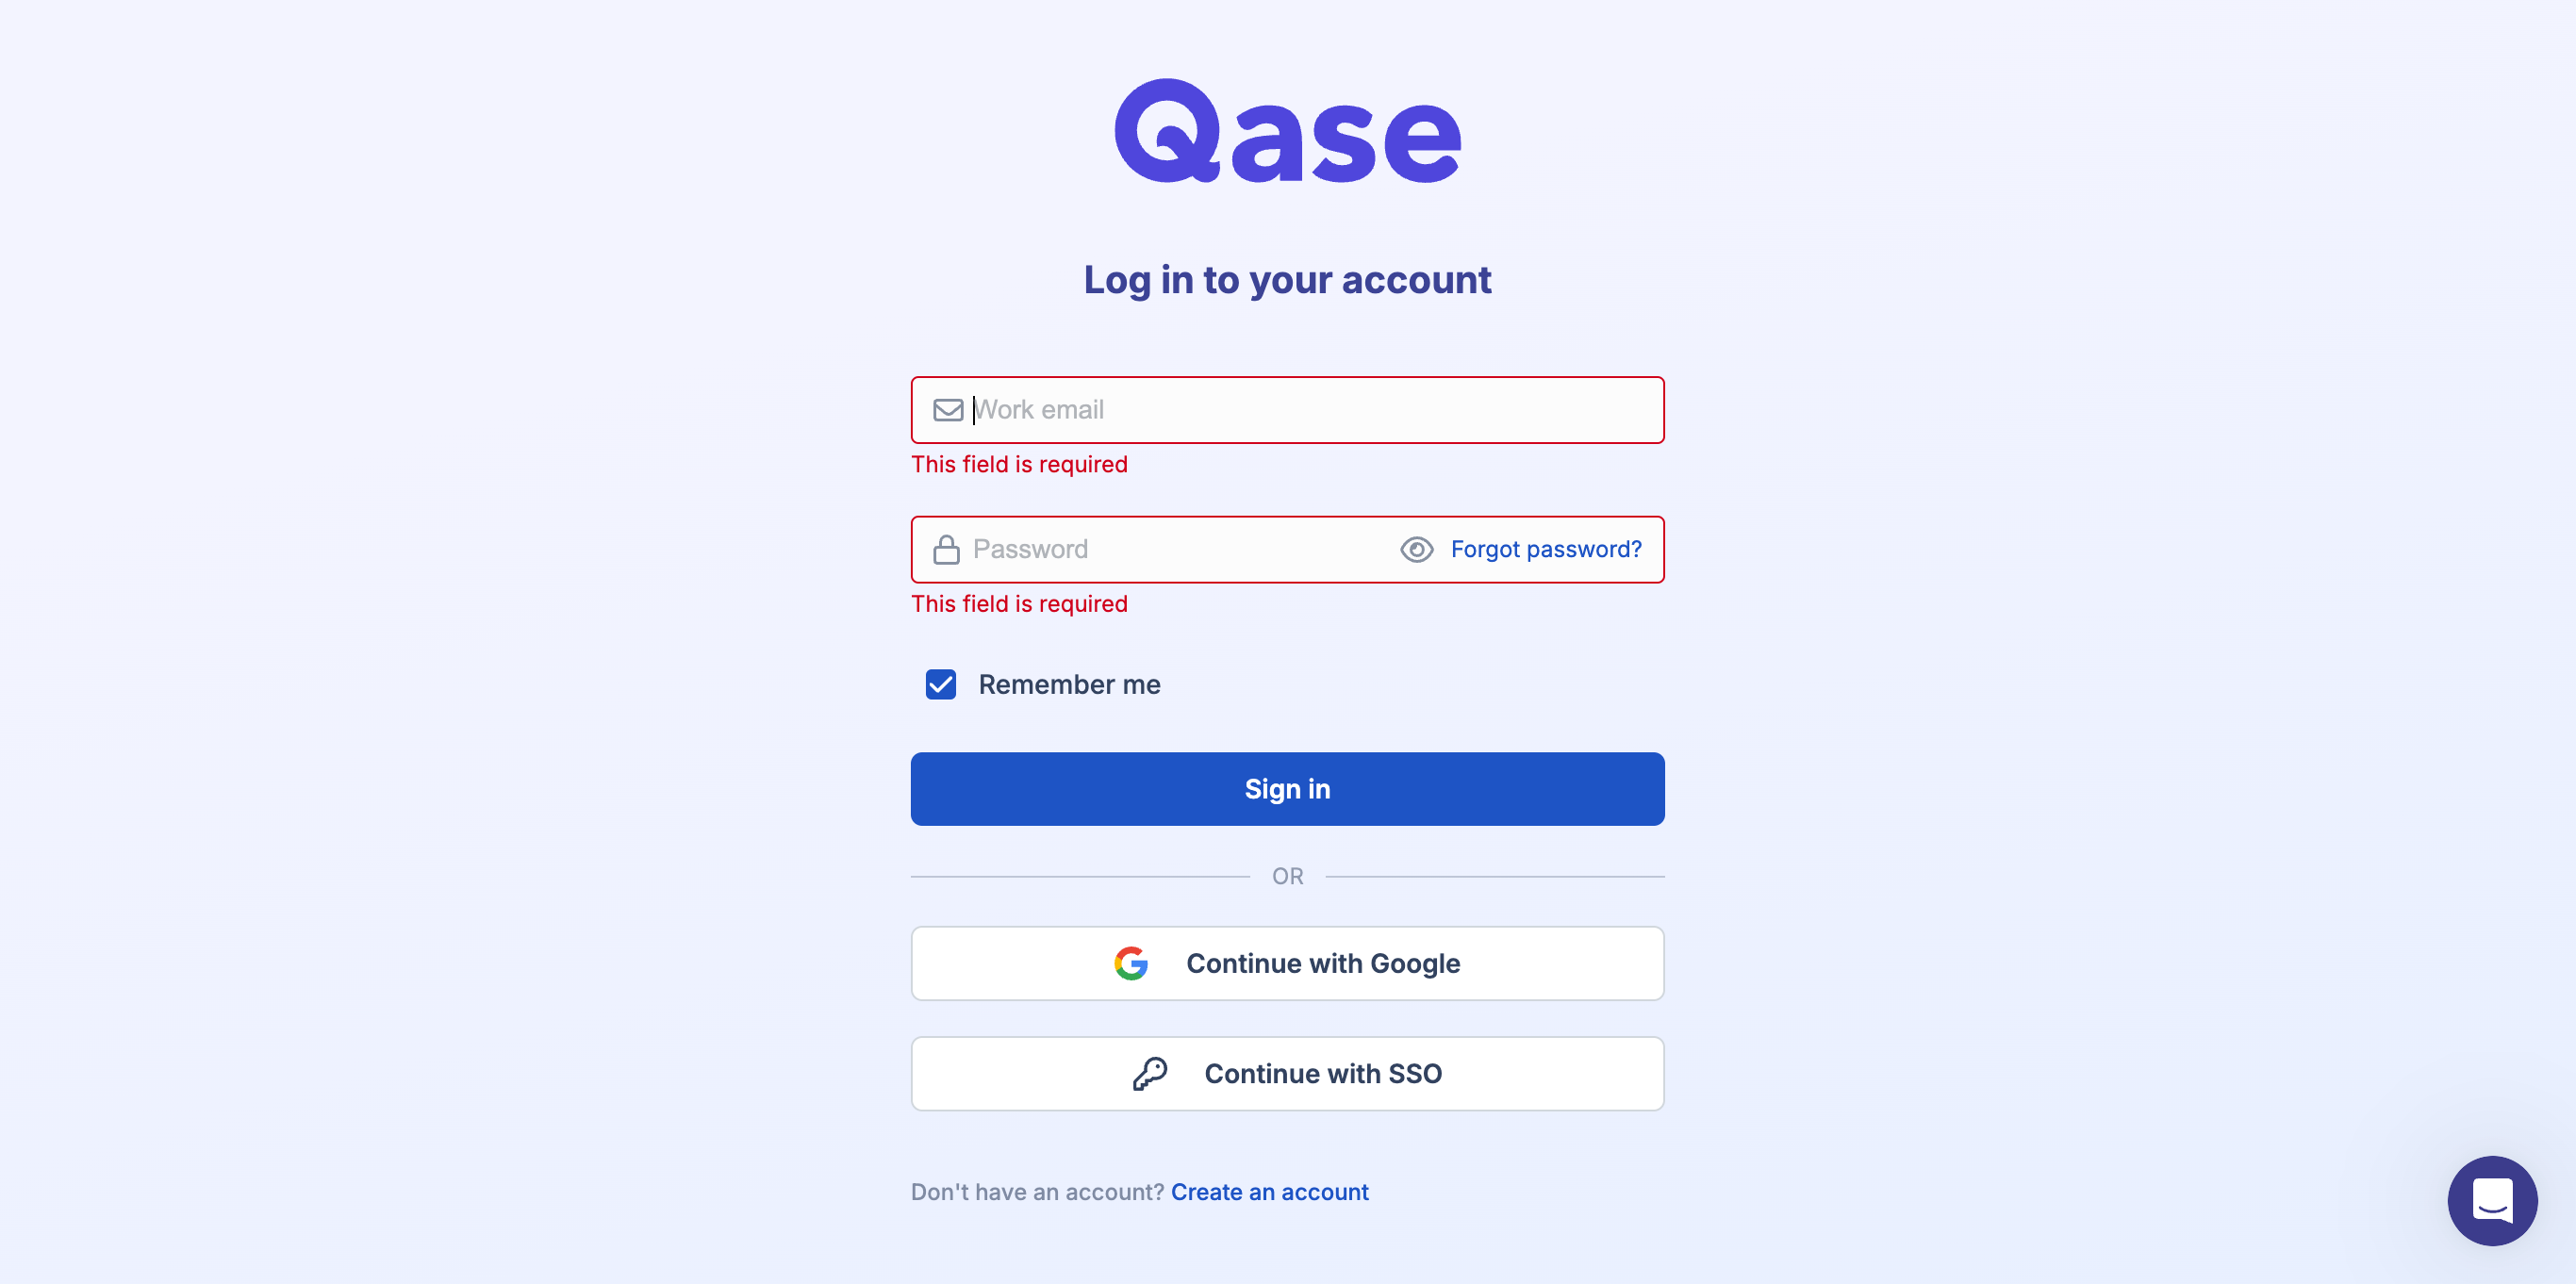 Qase
Log in to your account
Work email
This field is required
Password Forgot password?
This field is required
Remember me
Sign in
OR
Continue with Google
Continue with SSO
Don't have an account? Create an account